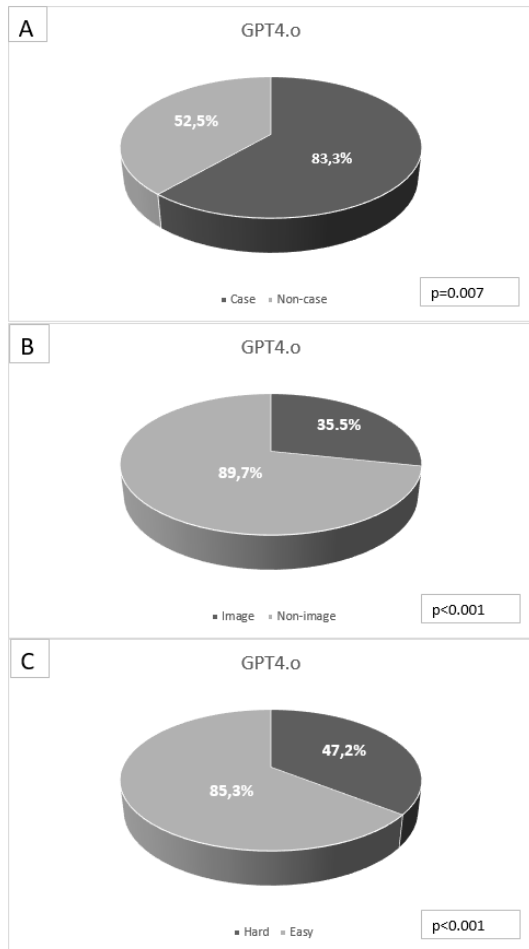 A
GPT4.o
52,5%
83,3%
Case Non-case
p=0.007
B
GPT4.o
35.5%
89,7%
Image Non-image
p<0.001
C
GPT4.o
47,2%
85,3%
Hard Easy
p<0.001